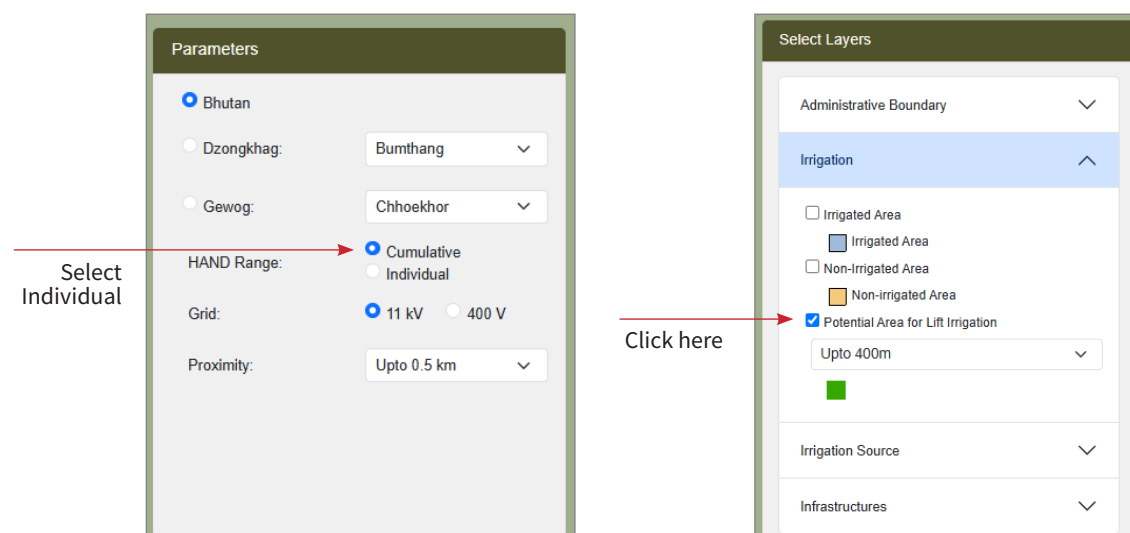 Parameters
Bhutan
Dzongkhag: Bumthang
Gewog: Chhoekhor
HAND Range: Cumulative
Individual
Grid: 11 kV 400 V
Proximity: Upto 0.5 km
Select
Individual
Select Layers
Administrative Boundary
Irrigation
Irrigated Area
Irrigated Area
Non-Irrigated Area
Non-irrigated Area
Potential Area for Lift Irrigation
Upto 400m
Irrigation Source
Infrastructures
Click here